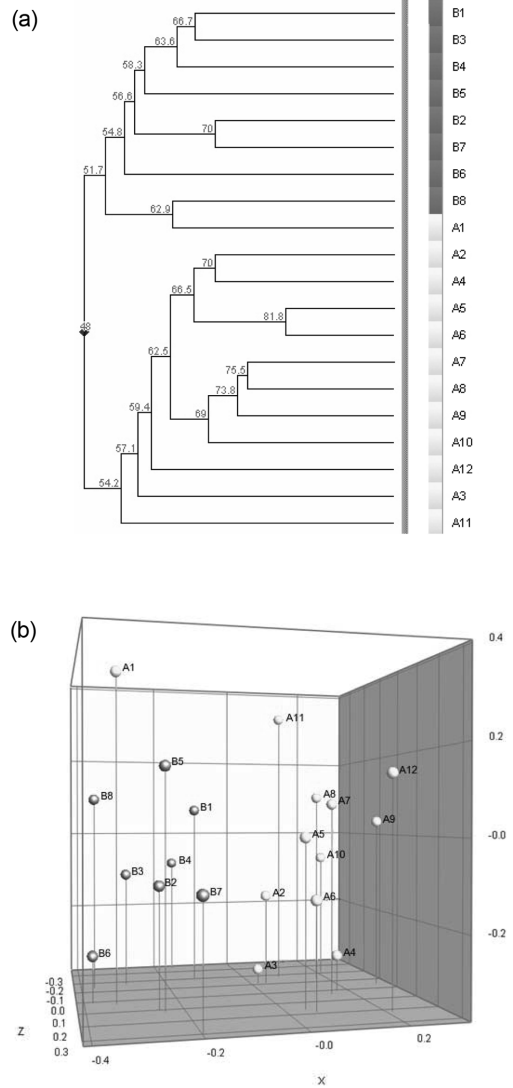 (a)
66.7
63.6
58.3
56.6
54.8
70
51.7
62.9
48
70
66.5
81.8
62.5
75.5
73.8
59.4
69
57.1
54.2
B1
B3
B4
B5
B2
B7
B6
B8
A1
A2
A4
A5
A6
A7
A8
A9
A10
A12
A3
A11
(b)
A1
A11
B5
A12
B8
B1
A8
A7
A9
A5
B4
A10
B3
B2
B7
A2
A6
B6
A3
A4
0.4
0.2
-0.0
-0.2
-0.3
-0.2
-0.1
0.0
0.1
0.2
0.3
Z
-0.4
-0.2
-0.0
0.2
X